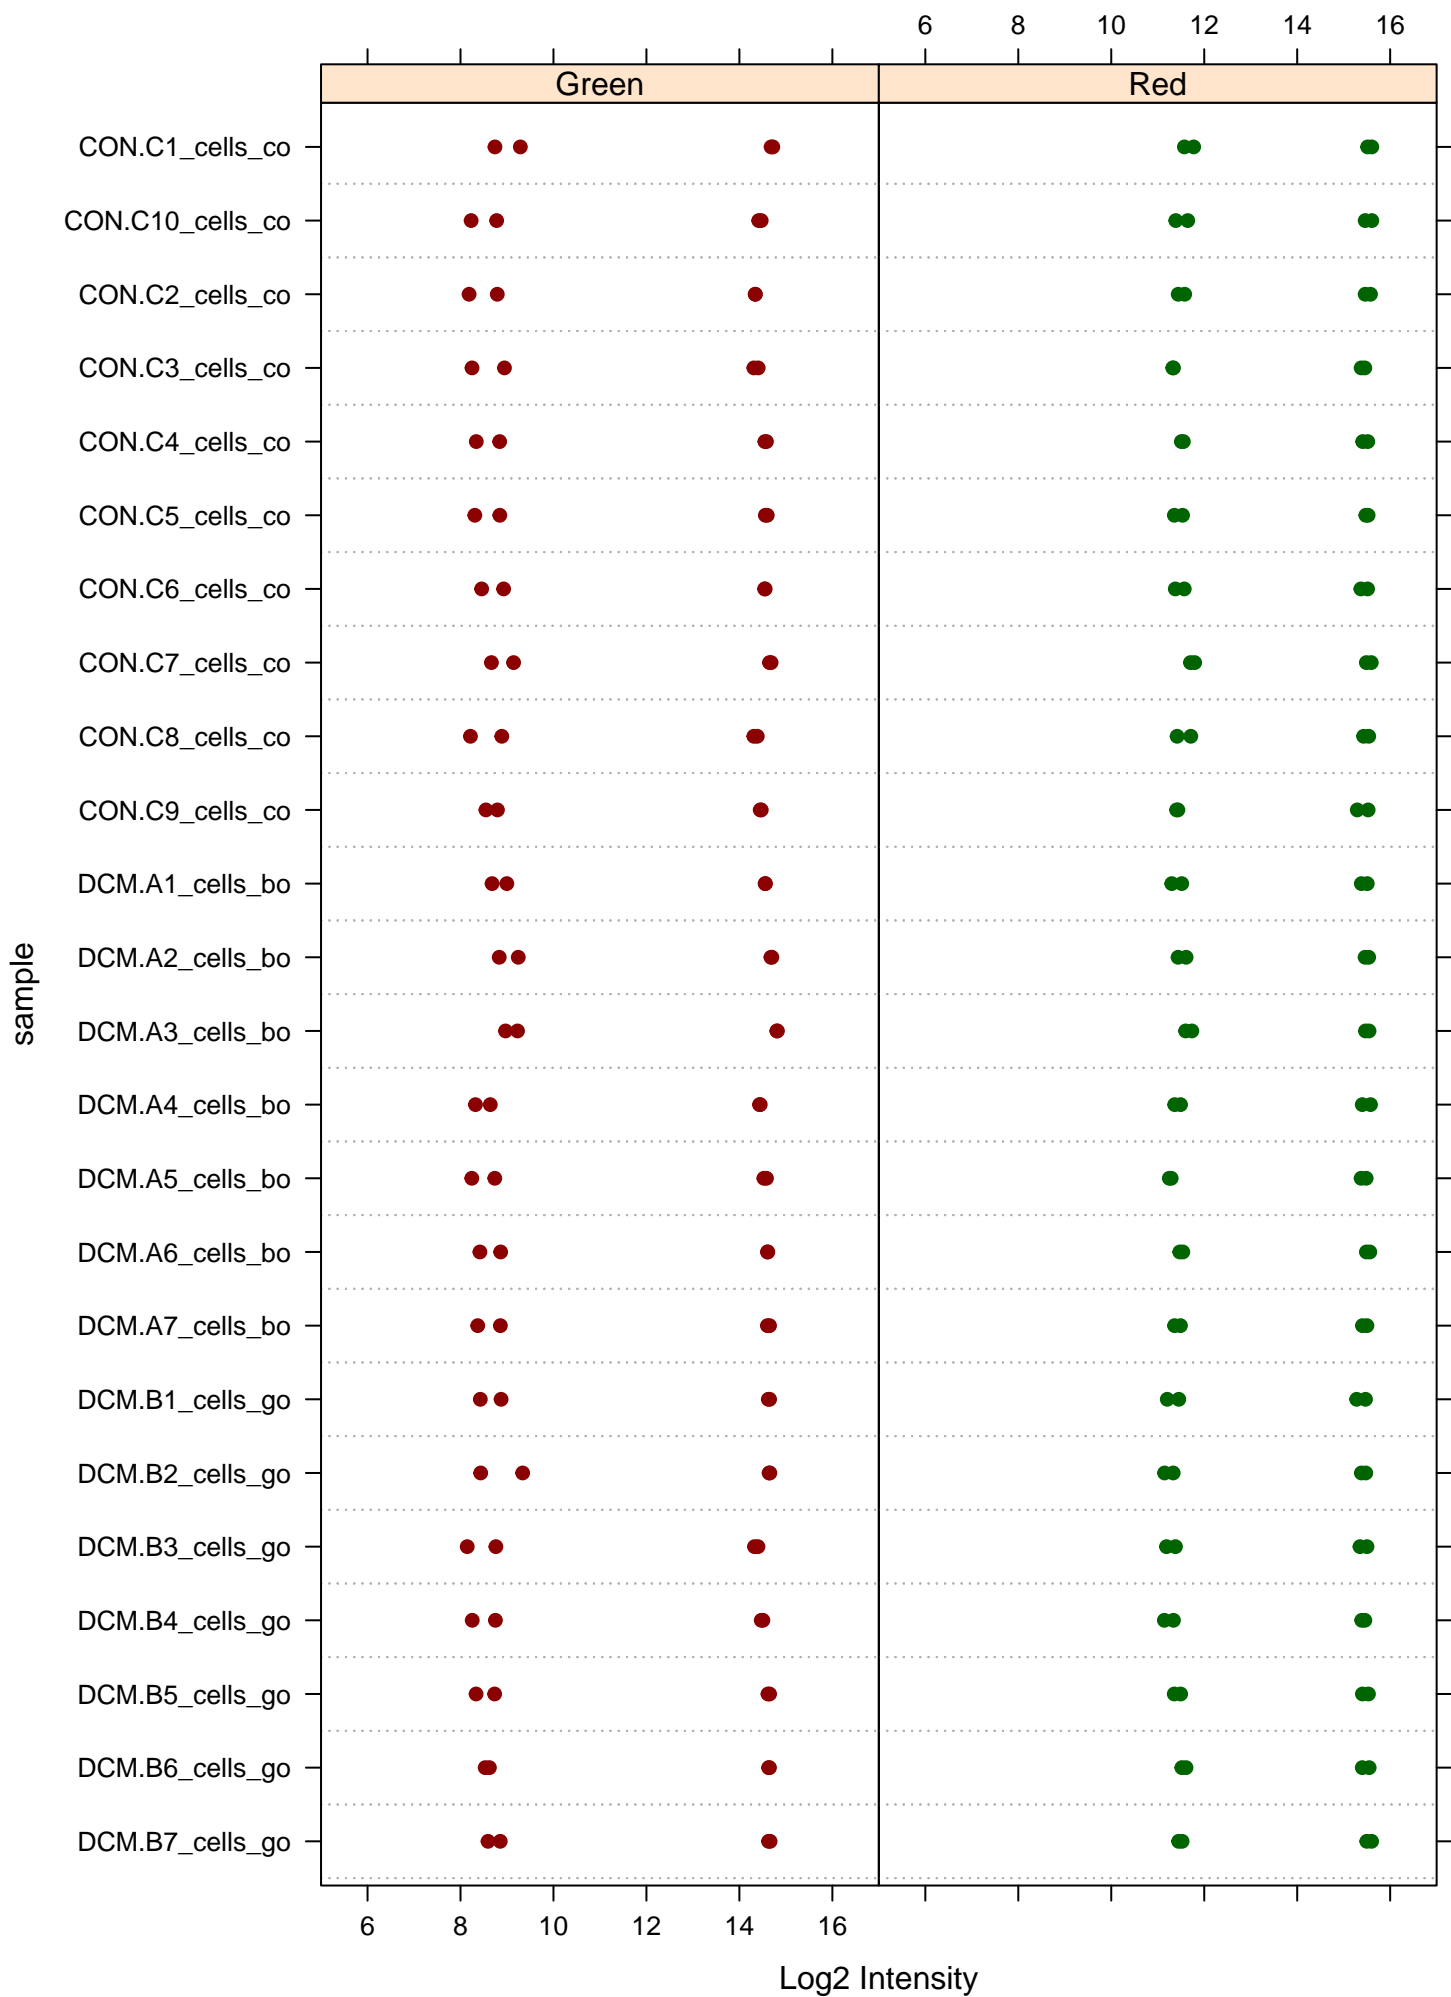 6 8 10 12 14 16
Green Red
CON.C1_cells_co
CON.C10_cells_co
CON.C2_cells_co
CON.C3_cells_co
CON.C4_cells_co
CON.C5_cells_co
CON.C6_cells_co
CON.C7_cells_co
CON.C8_cells_co
CON.C9_cells_co
DCM.A1_cells_bo
DCM.A2_cells_bo
DCM.A3_cells_bo
DCM.A4_cells_bo
DCM.A5_cells_bo
DCM.A6_cells_bo
DCM.A7_cells_bo
DCM.B1_cells_go
DCM.B2_cells_go
DCM.B3_cells_go
DCM.B4_cells_go
DCM.B5_cells_go
DCM.B6_cells_go
DCM.B7_cells_go
sample
6 8 10 12 14 16
Log2 Intensity